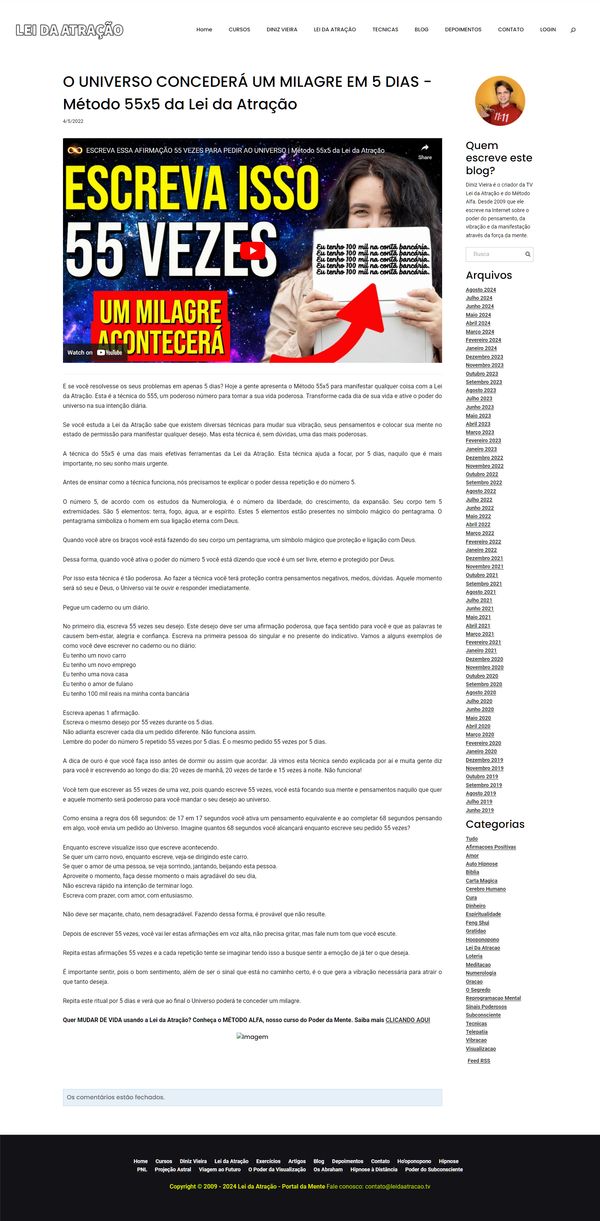 LEI DA ATRAÇÃO
Home CURSOS DINIZ VIEIRA LEI DA ATRAÇÃO TECNICAS BLOG DEPOIMENTOS CONTATO LOGIN
O UNIVERSO CONCEDERÁ UM MILAGRE EM 5 DIAS -
Método 55x5 da Lei da Atração
4/5/2022
ESCREVA ESSA AFIRMAÇÃO 55 VEZES PARA PEDIR AO UNIVERSO | Método 55x5 da Lei da Atração
Share
ESCREVA ISSO
55 VEZES
Eu tenho 100 mil na conta bancária.
Eu tenho 100 mil na conta bancária.
Eu tenho 100 mil na conta bancária.
Eu tenho 100 mil na conta bancária.
UM MILAGRE
ACONTECERÁ
Watch on YouTube
E se você resolvesse os seus problemas em apenas 5 dias? Hoje a gente apresenta o Método 55x5 para manifestar qualquer coisa com a Lei
da Atração. Esta é a técnica do 555, um poderoso número para tornar a sua vida poderosa. Transforme cada dia de sua vida e ative o poder do
universo na sua intenção diária.
Se você estuda a Lei da Atração sabe que existem diversas técnicas para mudar sua vibração, seus pensamentos e colocar sua mente no
estado de permissão para manifestar qualquer desejo. Mas esta técnica é, sem dúvidas, uma das mais poderosas.
A técnica do 55x5 é uma das mais efetivas ferramentas da Lei da Atração. Esta técnica ajuda a focar, por 5 dias, naquilo que é mais
importante, no seu sonho mais urgente.
Antes de ensinar como a técnica funciona, nós precisamos te explicar o poder dessa repetição e do número 5.
O número 5, de acordo com os estudos da Numerologia, é o número da liberdade, do crescimento, da expansão. Seu corpo tem 5
extremidades. São 5 elementos: terra, fogo, água, ar e espírito. Estes 5 elementos estão presentes no símbolo mágico do pentagrama. O
pentagrama simboliza o homem em sua ligação eterna com Deus.
Quando você abre os braços você está fazendo do seu corpo um pentagrama, um símbolo mágico que proteção e ligação com Deus.
Dessa forma, quando você ativa o poder do número 5 você está dizendo que você é um ser livre, eterno e protegido por Deus.
Por isso esta técnica é tão poderosa. Ao fazer a técnica você terá proteção contra pensamentos negativos, medos, dúvidas. Aquele momento
será só seu e Deus, o Universo vai te ouvir e responder imediatamente.
Pegue um caderno ou um diário.
No primeiro dia, escreva 55 vezes seu desejo. Este desejo deve ser uma afirmação poderosa, que faça sentido para você e que as palavras te
causem bem-estar, alegria e confiança. Escreva na primeira pessoa do singular e no presente do indicativo. Vamos a alguns exemplos de
como você deve escrever no caderno ou no diário:
Eu tenho um novo carro
Eu tenho um novo emprego
Eu tenho uma nova casa
Eu tenho o amor de fulano
Eu tenho 100 mil reais na minha conta bancária
Escreva apenas 1 afirmação.
Escreva o mesmo desejo por 55 vezes durante os 5 dias.
Não adianta escrever cada dia um pedido diferente. Não funciona assim.
Lembre do poder do número 5 repetido 55 vezes por 5 dias. É o mesmo pedido 55 vezes por 5 dias.
A dica de ouro é que você faça isso antes de dormir ou assim que acordar. Já vimos esta técnica sendo explicada por aí e muita gente diz
para você ir escrevendo ao longo do dia: 20 vezes de manhã, 20 vezes de tarde e 15 vezes à noite. Não funciona!
Você tem que escrever as 55 vezes de uma vez, pois quando escreve 55 vezes, você está focando sua mente e pensamentos naquilo que quer
e aquele momento será poderoso para você mandar o seu desejo ao universo.
Como ensina a regra dos 68 segundos: de 17 em 17 segundos você ativa um pensamento equivalente e ao completar 68 segundos pensando
em algo, você envia um pedido ao Universo. Imagine quantos 68 segundos você alcançará enquanto escreve seu pedido 55 vezes?
Enquanto escreve visualize isso que escreve acontecendo.
Se quer um carro novo, enquanto escreve, veja-se dirigindo este carro.
Se quer o amor de uma pessoa, se veja sorrindo, jantando, beijando esta pessoa.
Aproveite o momento, faça desse momento o mais agradável do seu dia,
Não escreva rápido na intenção de terminar logo.
Escreva com prazer, com amor, com entusiasmo.
Não deve ser maçante, chato, nem desagradável. Fazendo dessa forma, é provável que não resulte.
Depois de escrever 55 vezes, você vai ler estas afirmações em voz alta, não precisa gritar, mas fale num tom que você escute.
Repita estas afirmações 55 vezes e a cada repetição tente se imaginar tendo isso a busque sentir a emoção de já ter o que deseja.
É importante sentir, pois o bom sentimento, além de ser o sinal que está no caminho certo, é o que gera a vibração necessária para atrair o
que tanto deseja.
Repita este ritual por 5 dias e verá que ao final o Universo poderá te conceder um milagre.
Quer MUDAR DE VIDA usando a Lei da Atração? Conheça o MÉTODO ALFA, nosso curso do Poder da Mente. Saiba mais CLICANDO AQUI
Imagem
Os comentários estão fechados.
11:11
Quem
escreve este
blog?
Diniz Vieira é o criador da TV
Lei da Atração e do Método
Alfa. Desde 2009 que ele
escreve na Internet sobre o
poder do pensamento, da
vibração e da manifestação
através da força da mente.
Busca
Arquivos
Agosto 2024
Julho 2024
Junho 2024
Maio 2024
Abril 2024
Março 2024
Fevereiro 2024
Janeiro 2024
Dezembro 2023
Novembro 2023
Outubro 2023
Setembro 2023
Agosto 2023
Julho 2023
Junho 2023
Maio 2023
Abril 2023
Março 2023
Fevereiro 2023
Janeiro 2023
Dezembro 2022
Novembro 2022
Outubro 2022
Setembro 2022
Agosto 2022
Julho 2022
Junho 2022
Maio 2022
Abril 2022
Março 2022
Fevereiro 2022
Janeiro 2022
Dezembro 2021
Novembro 2021
Outubro 2021
Setembro 2021
Agosto 2021
Julho 2021
Junho 2021
Maio 2021
Abril 2021
Março 2021
Fevereiro 2021
Janeiro 2021
Dezembro 2020
Novembro 2020
Outubro 2020
Setembro 2020
Agosto 2020
Julho 2020
Junho 2020
Maio 2020
Abril 2020
Março 2020
Fevereiro 2020
Janeiro 2020
Dezembro 2019
Novembro 2019
Outubro 2019
Setembro 2019
Agosto 2019
Julho 2019
Junho 2019
Categorias
Tudo
Afirmacoes Positivas
Amor
Auto Hipnose
Biblia
Carta Magica
Cerebro Humano
Cura
Dinheiro
Espiritualidade
Feng Shui
Gratidao
Hooponopono
Lei Da Atracao
Loteria
Meditacao
Numerologia
Oracao
O Segredo
Reprogramacao Mental
Sinais Poderosos
Subconsciente
Tecnicas
Telepatia
Vibracao
Visualizacao
Feed RSS
Home Cursos Diniz Vieira Lei da Atração Exercícios Artigos Blog Depoimentos Contato Ho'oponopono Hipnose
PNL Projeção Astral Viagem ao Futuro O Poder da Visualização Os Abraham Hipnose à Distância Poder do Subconsciente
Copyright © 2009 - 2024 Lei da Atração - Portal da Mente Fale conosco: contato@leidaatracao.tv